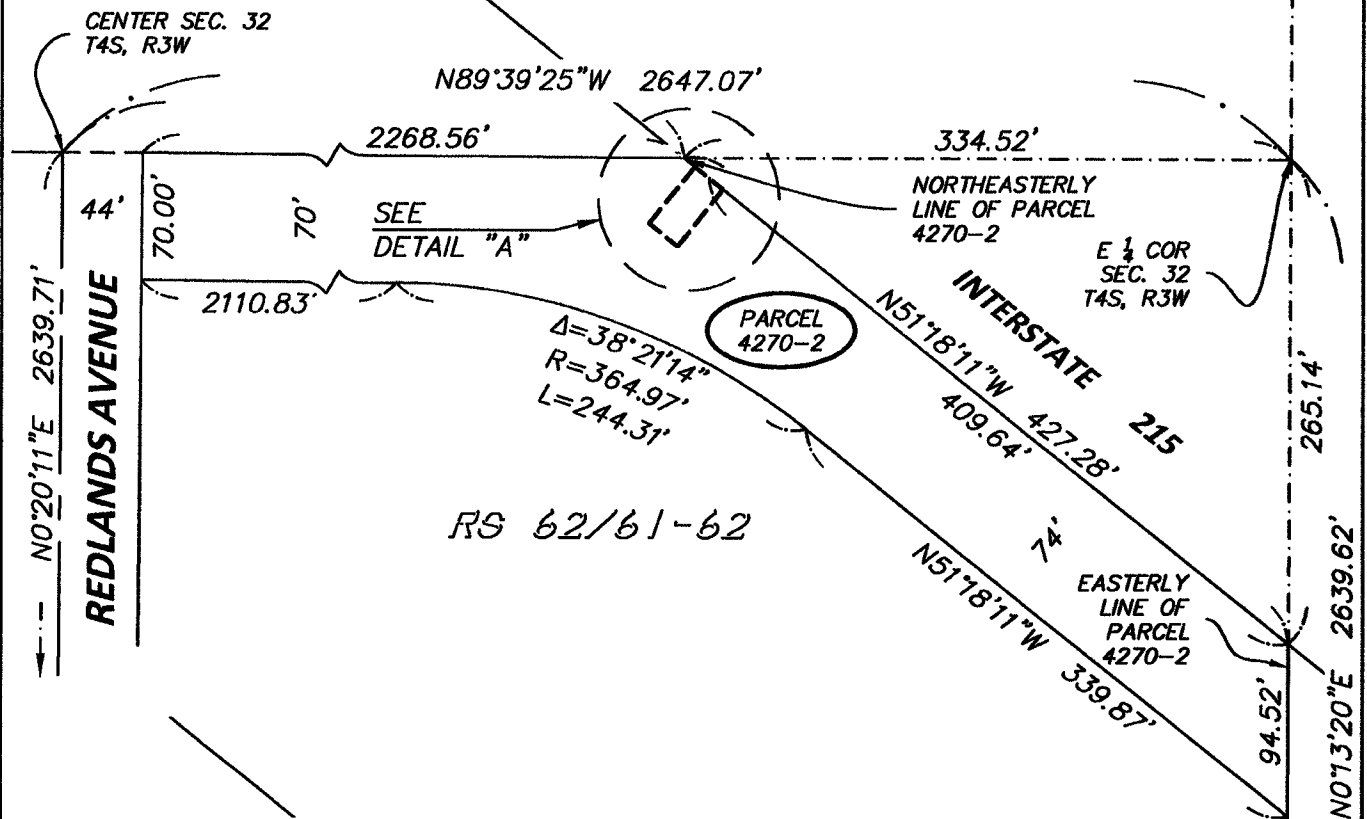 CENTER SEC. 32
T4S, R3W
N89°39'25"W 2647.07'
2268.56'
334.52'
44'
70.00'
70'
SEE
DETAIL "A"
NORTHEASTERLY
LINE OF PARCEL
4270-2
E 1/4 COR
SEC. 32
T4S, R3W
2110.83'
N0°20'11"E 2639.71'
REDLANDS AVENUE
Δ=38°21'14"
R=364.97'
L=244.31'
PARCEL
4270-2
INTERSTATE 215
N51°18'11"W 427.28'
409.64'
265.14'
RS 62/61-62
74'
N51°18'11"W 339.87'
EASTERLY
LINE OF
PARCEL
4270-2
94.52'
N0°13'20"E 2639.62'